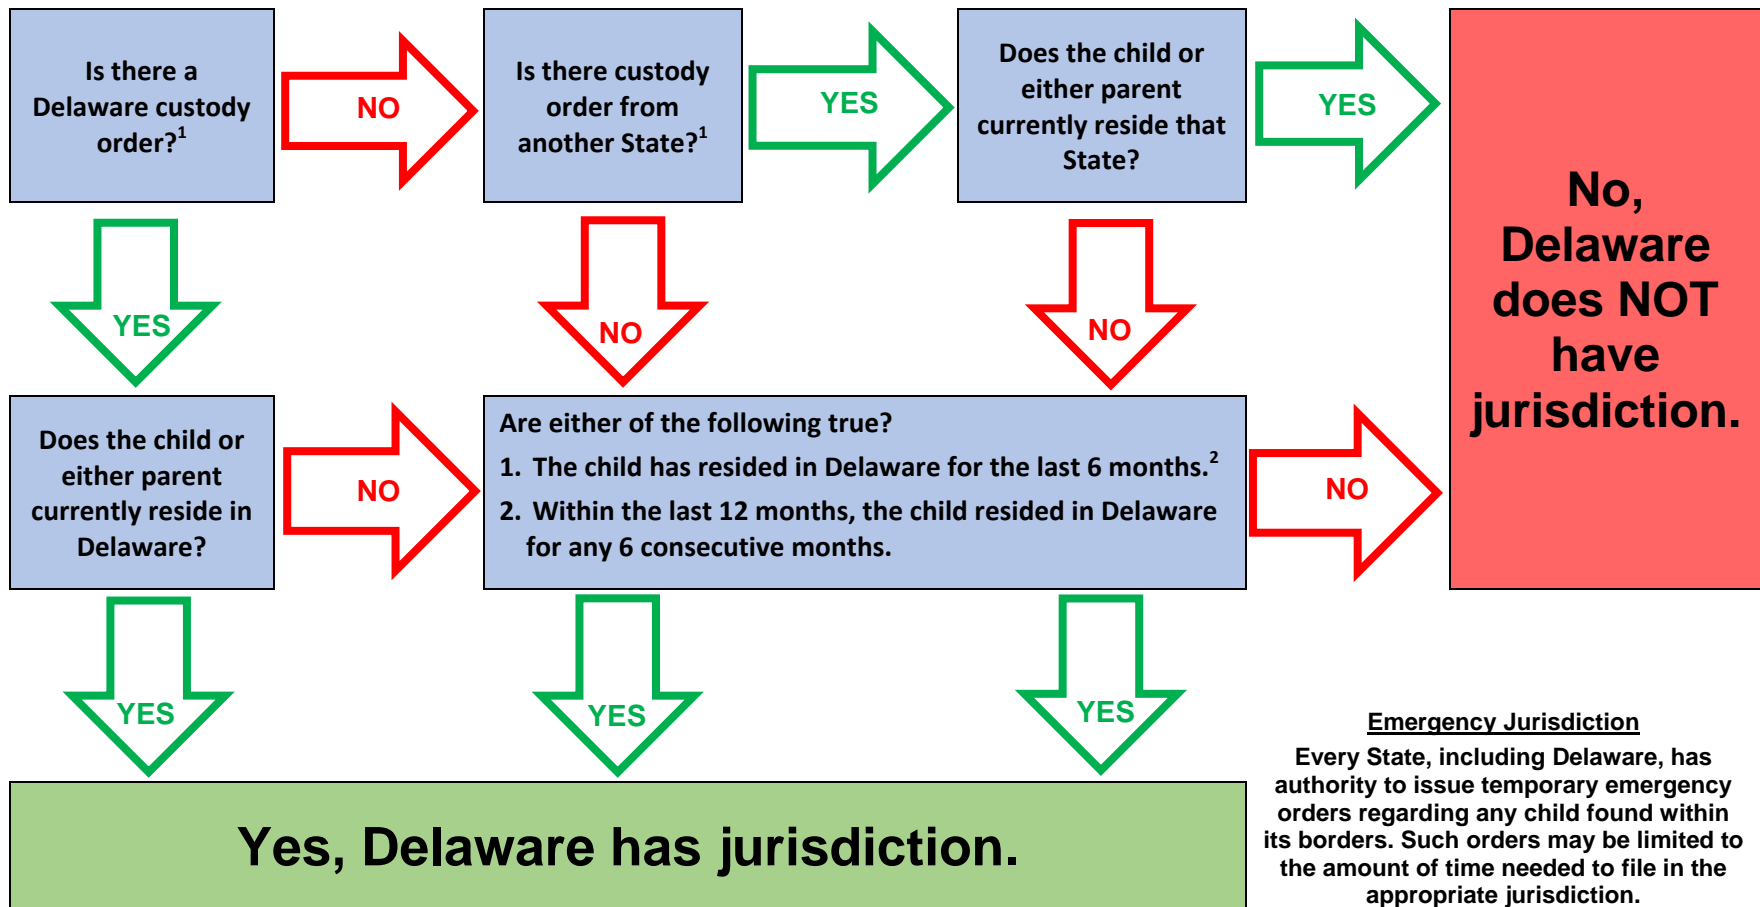 Is there a
Delaware custody
order?1
NO
Is there custody
order from
another State?1
YES
Does the child or
either parent
currently reside that
State?
YES
No,
Delaware
does NOT
have
jurisdiction.
YES
NO
NO
Does the child or
either parent
currently reside in
Delaware?
NO
Are either of the following true?
1. The child has resided in Delaware for the last 6 months.2
2. Within the last 12 months, the child resided in Delaware
for any 6 consecutive months.
NO
YES
YES
YES
Yes, Delaware has jurisdiction.
Emergency Jurisdiction
Every State, including Delaware, has
authority to issue temporary emergency
orders regarding any child found within
its borders. Such orders may be limited to
the amount of time needed to file in the
appropriate jurisdiction.